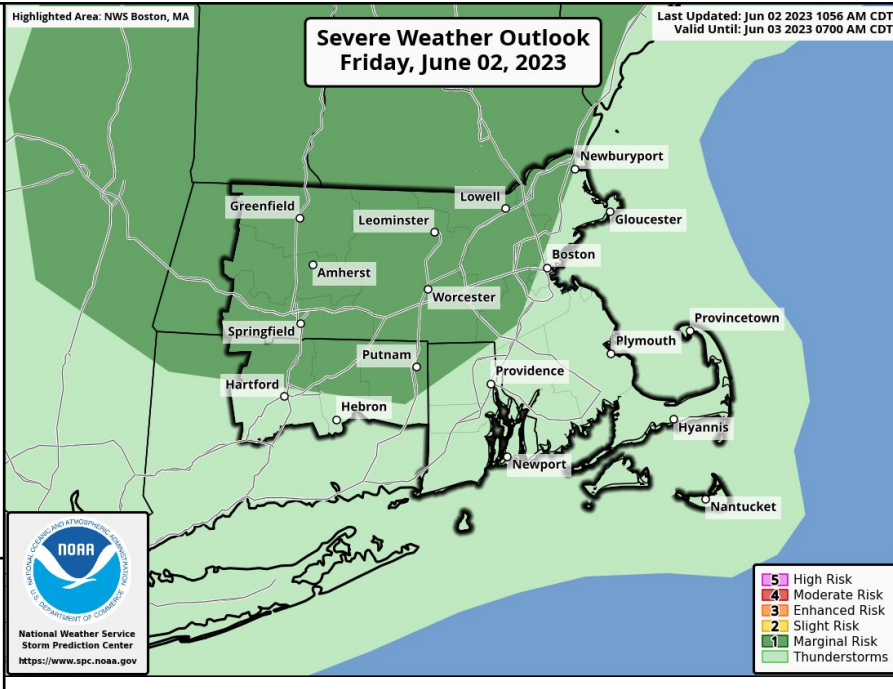 Highlighted Area: NWS Boston, MA
Last Updated: Jun 02 2023 1056 AM CDT
Valid Until: Jun 03 2023 0700 AM CDT
Severe Weather Outlook
Friday, June 02, 2023
Newburyport
Greenfield
Lowell
Leominster
Gloucester
Boston
Amherst
Worcester
Provincetown
Springfield
Plymouth
Putnam
Providence
Hartford
Hebron
Hyannis
Newport
Nantucket
NATIONAL OCEANIC AND ATMOSPHERIC ADMINISTRATION
NOAA
U.S. DEPARTMENT OF COMMERCE
National Weather Service
Storm Prediction Center
https://www.spc.noaa.gov
5 High Risk
4 Moderate Risk
3 Enhanced Risk
2 Slight Risk
1 Marginal Risk
Thunderstorms